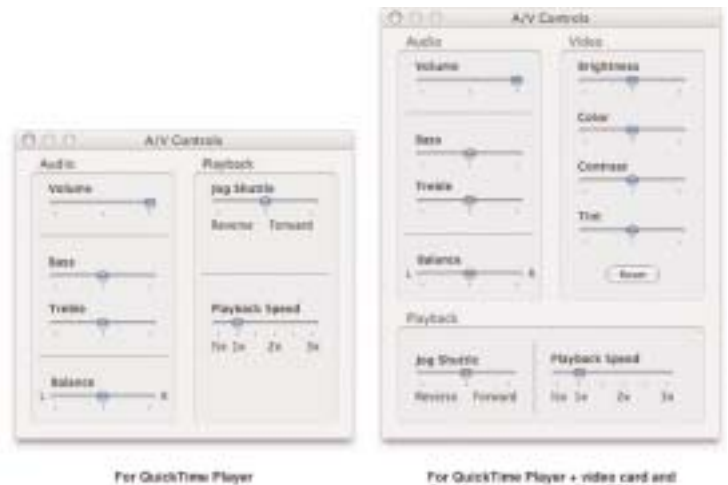 A/V Controls
Audio
Volume
Bass
Treble
Balance
L R
Playback
Jog Shuttle
Reverse Forward
Playback Speed
1x 2x 3x
For QuickTime Player
A/V Controls
Audio
Volume
Bass
Treble
Balance
L R
Video
Brightness
Color
Contrast
Tint
Reset
Playback
Jog Shuttle
Reverse Forward
Playback Speed
1x 2x 3x
For QuickTime Player + video card and